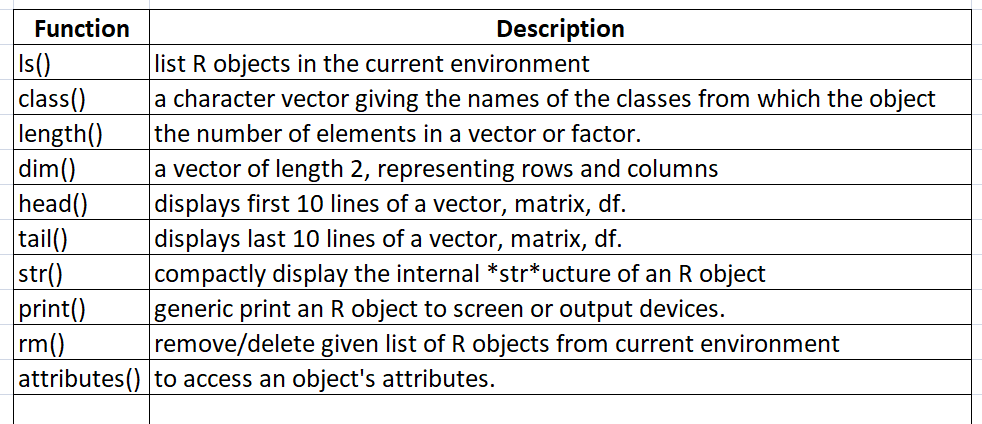 Function Description
ls() list R objects in the current environment
class() a character vector giving the names of the classes from which the object
length() the number of elements in a vector or factor.
dim() a vector of length 2, representing rows and columns
head() displays first 10 lines of a vector, matrix, df.
tail() displays last 10 lines of a vector, matrix, df.
str() compactly display the internal *str*ucture of an R object
print() generic print an R object to screen or output devices.
rm() remove/delete given list of R objects from current environment
attributes() to access an object's attributes.